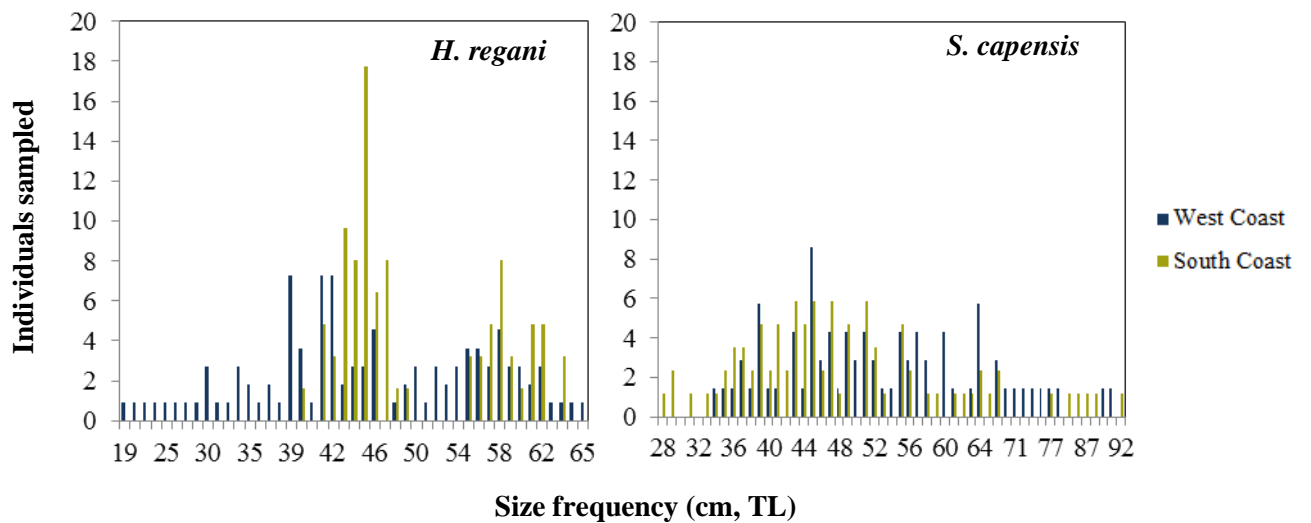 H. regani
S. capensis
Individuals sampled
20
18
16
14
12
10
8
6
4
2
0
20
18
16
14
12
10
8
6
4
2
0
19 25 30 35 39 42 46 50 54 58 62 65
28 32 36 40 44 48 52 56 60 64 71 77 87 92
West Coast
South Coast
Size frequency (cm, TL)